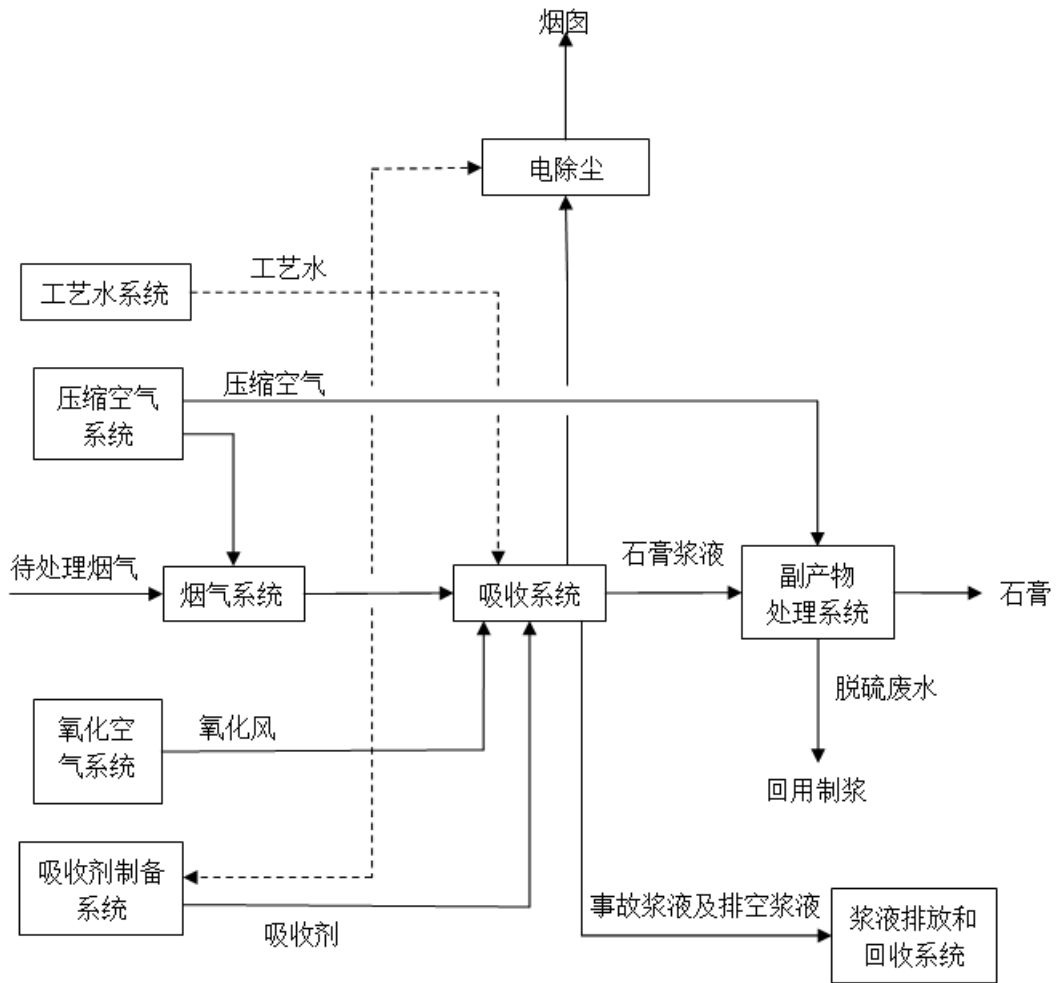 烟囱
电除尘
工艺水
工艺水系统
压缩空气
系统
压缩空气
待处理烟气
烟气系统
吸收系统
石膏浆液
副产物
处理系统
石膏
脱硫废水
氧化空
气系统
氧化风
回用制浆
吸收剂制备
系统
吸收剂
事故浆液及排空浆液
浆液排放和
回收系统